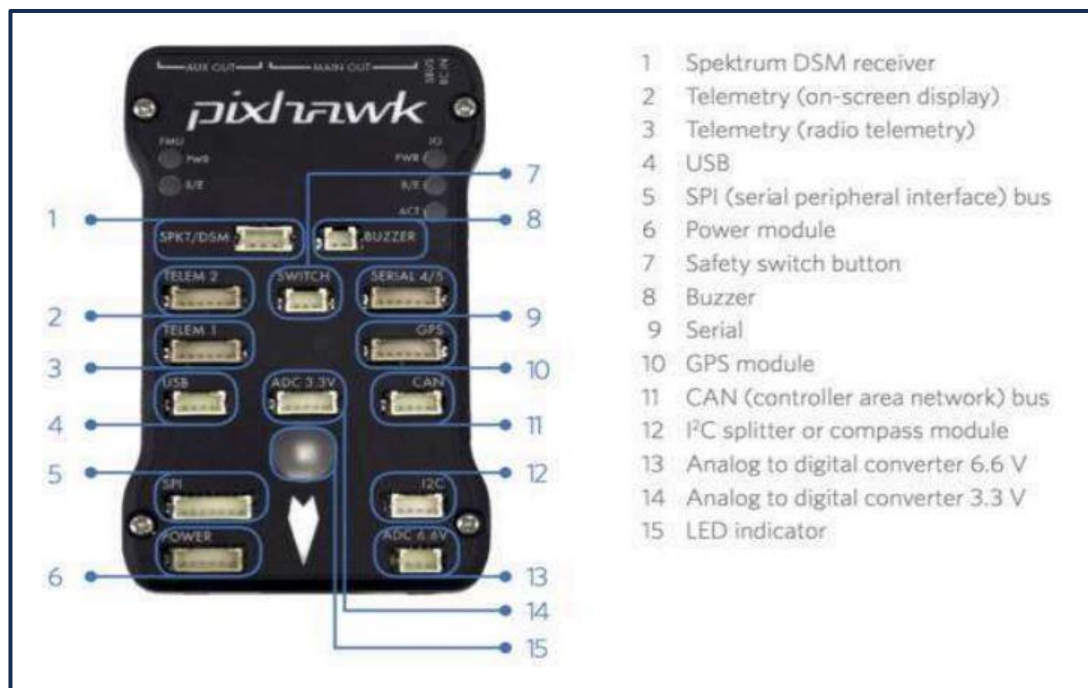 AUX OUT MAIN OUT
SBUS
RC IN
pixhawk
FMU IO
PWR PWR
B/E B/E
ACT
7
8
1
SPKT/DSM BUZZER
TELEM 2 SWITCH SERIAL 4/5
2 9
TELEM 1 GPS
3 10
USB ADC 3.3V CAN
4 11
5 12
SPI I2C
POWER ADC 6.6V
6 13
14
15
1 Spektrum DSM receiver
2 Telemetry (on-screen display)
3 Telemetry (radio telemetry)
4 USB
5 SPI (serial peripheral interface) bus
6 Power module
7 Safety switch button
8 Buzzer
9 Serial
10 GPS module
11 CAN (controller area network) bus
12 I²C splitter or compass module
13 Analog to digital converter 6.6 V
14 Analog to digital converter 3.3 V
15 LED indicator